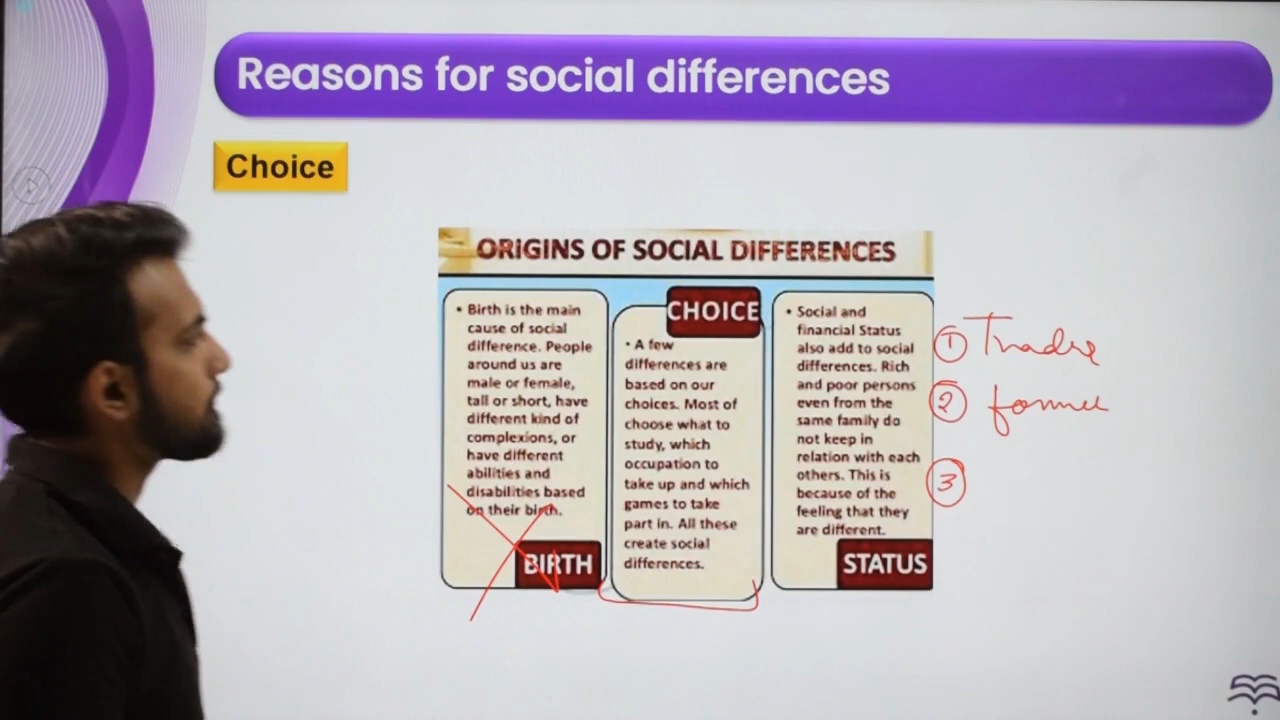 Reasons for social differences
Choice
ORIGINS OF SOCIAL DIFFERENCES
• Birth is the main
cause of social
difference. People
around us are
male or female,
tall or short, have
different kind of
complexions, or
have different
abilities and
disabilities based
on their birth.
BIRTH
CHOICE
• A few
differences are
based on our
choices. Most of
choose what to
study, which
occupation to
take up and which
games to take
part in. All these
create social
differences.
• Social and
financial Status
also add to social
differences. Rich
and poor persons
even from the
same family do
not keep in
relation with each
others. This is
because of the
feeling that they
are different.
STATUS
1
2
3